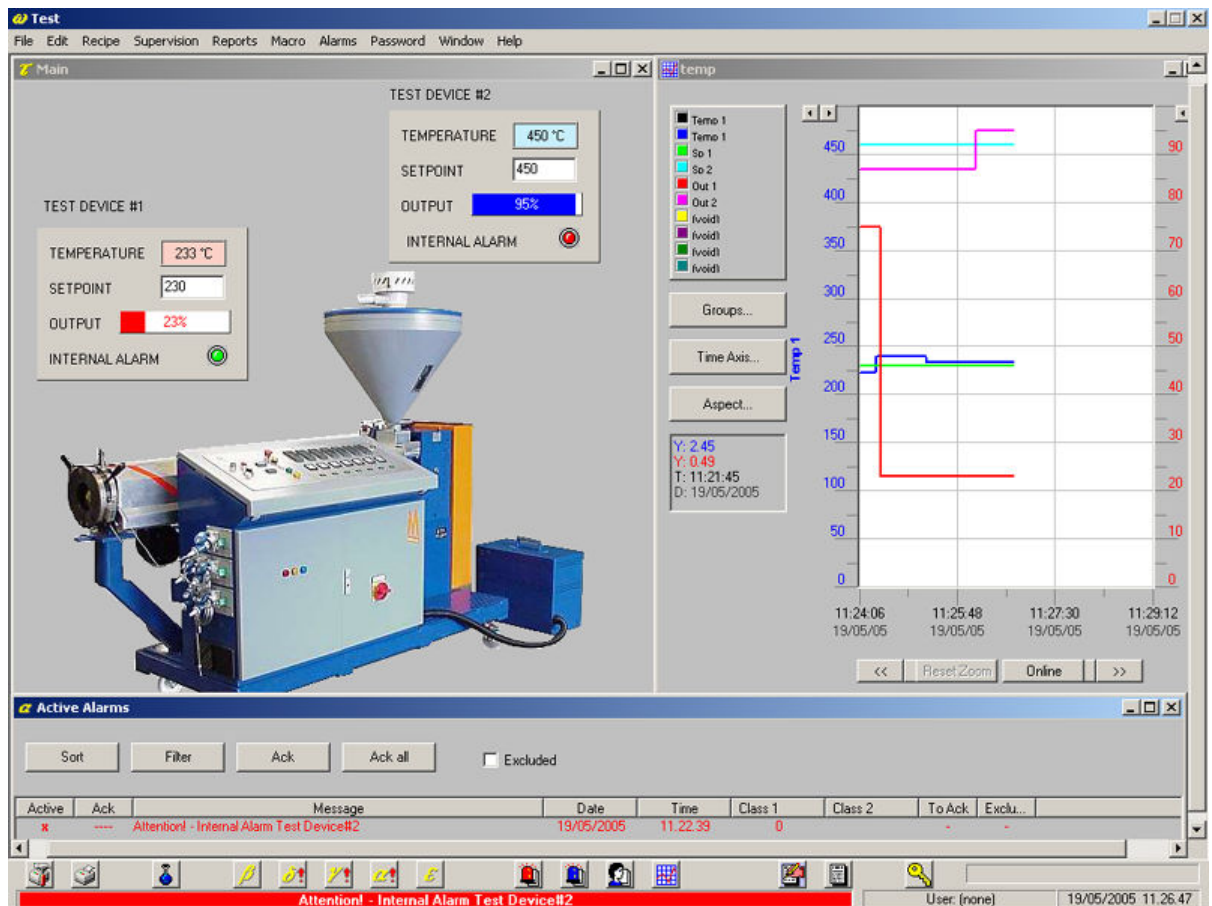 Test
File Edit Recipe Supervision Reports Macro Alarms Password Window Help
Main
TEST DEVICE #2
TEMPERATURE 450 °C
SETPOINT 450
OUTPUT 95%
INTERNAL ALARM
TEST DEVICE #1
TEMPERATURE 233 °C
SETPOINT 230
OUTPUT 23%
INTERNAL ALARM
temp
Temp 1
Temp 1
Sp 1
Sp 2
Out 1
Out 2
(void)
(void)
(void)
(void)
Groups...
Time Axis...
Aspect...
Y: 2.45
Y: 0.49
T: 11:21:45
D: 19/05/2005
Temp 1
450 90
400 80
350 70
300 60
250 50
200 40
150 30
100 20
50 10
0 0
11:24:06 11:25:48 11:27:30 11:29:12
19/05/05 19/05/05 19/05/05 19/05/05
<< Reset Zoom Online >>
Active Alarms
Sort Filter Ack Ack all Excluded
Active Ack Message Date Time Class 1 Class 2 To Ack Exclu...
x ---- Attention! - Internal Alarm Test Device#2 19/05/2005 11.22.39 0 - -
β δ γ α ε
Attention! - Internal Alarm Test Device#2 User: (none) 19/05/2005 11.26.47